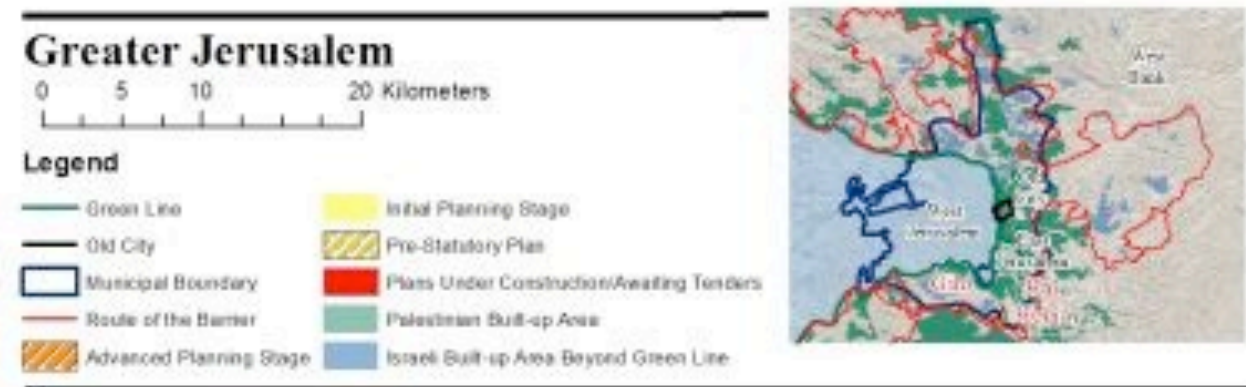 Greater Jerusalem
0 5 10 20 Kilometers
Legend
Green Line
Old City
Municipal Boundary
Route of the Barrier
Advanced Planning Stage
Initial Planning Stage
Pre-Statutory Plan
Plans Under Construction/Awaiting Tenders
Palestinian Built-up Area
Israeli Built-up Area Beyond Green Line
West
Bank
West
Jerusalem